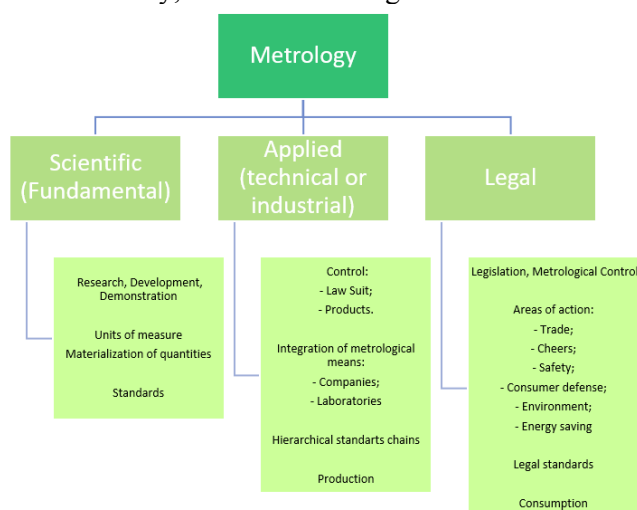 Metrology
Scientific
(Fundamental)
Applied
(technical or
industrial)
Legal
Research, Development,
Demonstration
Units of measure
Materialization of quantities
Standards
Control:
- Law Suit;
- Products.
Integration of metrological
means:
- Companies;
- Laboratories
Hierarchical standarts chains
Production
Legislation, Metrological Control
Areas of action:
- Trade;
- Cheers;
- Safety;
- Consumer defense;
- Environment;
- Energy saving
Legal standards
Consumption